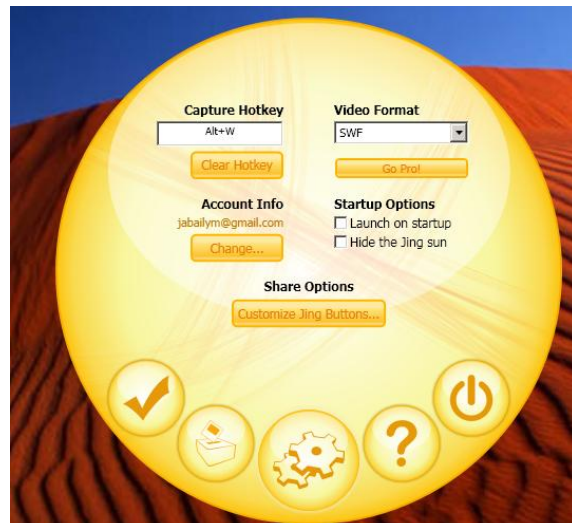 Capture Hotkey
Alt+W
Clear Hotkey
Video Format
SWF
Go Pro!
Account Info
jabailym@gmail.com
Change...
Startup Options
Launch on startup
Hide the Jing sun
Share Options
Customize Jing Buttons...
?